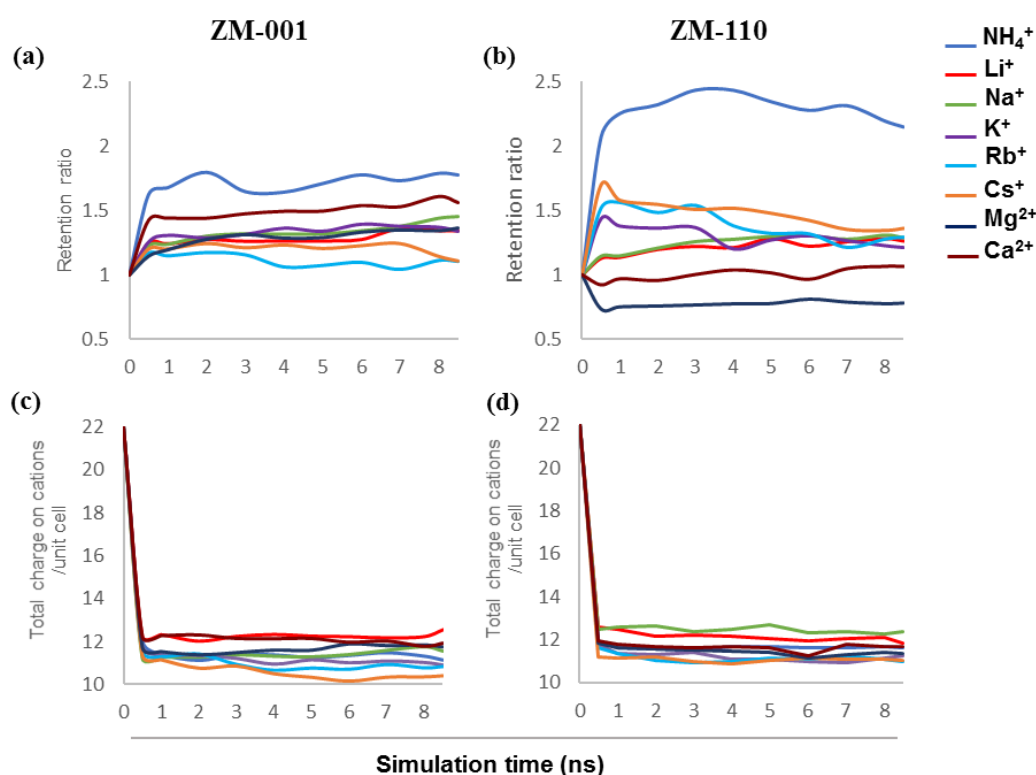 ZM-001
ZM-110
(a)
Retention ratio
2.5
2
1.5
1
0.5
0 1 2 3 4 5 6 7 8
(b)
Retention ratio
2.5
2
1.5
1
0.5
0 1 2 3 4 5 6 7 8
NH₄⁺
Li⁺
Na⁺
K⁺
Rb⁺
Cs⁺
Mg²⁺
Ca²⁺
(c)
Total charge on cations
/unit cell
22
20
18
16
14
12
10
0 1 2 3 4 5 6 7 8
(d)
Total charge on cations
/unit cell
22
20
18
16
14
12
10
0 1 2 3 4 5 6 7 8
Simulation time (ns)